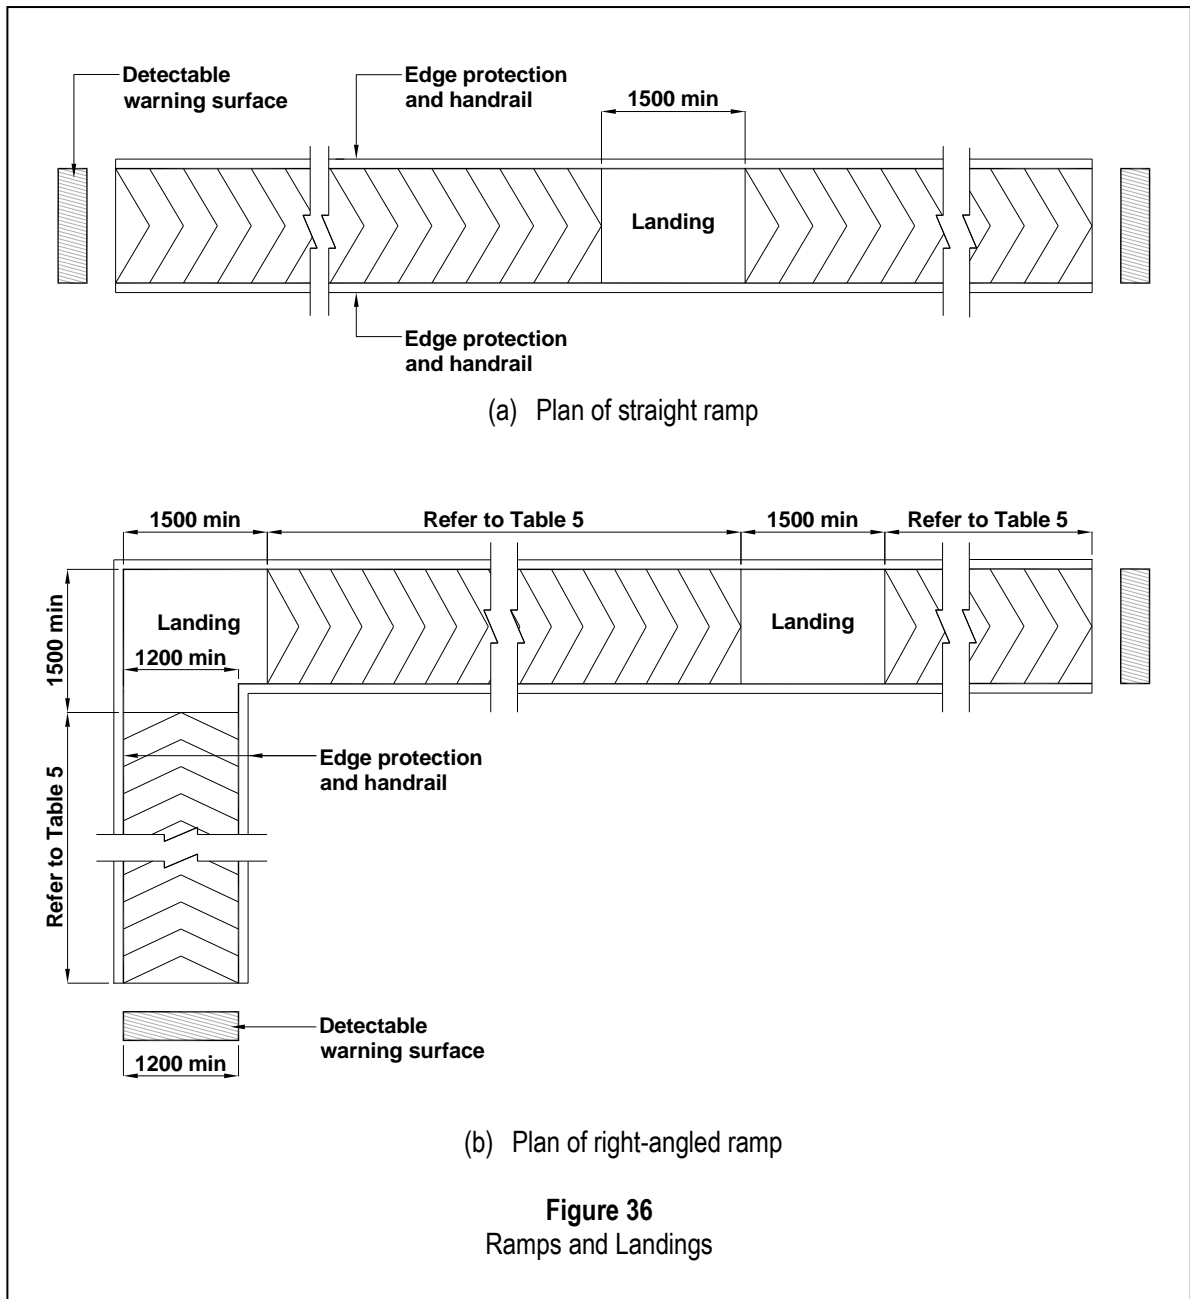 Detectable
warning surface
Edge protection
and handrail
1500 min
Landing
Edge protection
and handrail
(a) Plan of straight ramp
1500 min
Refer to Table 5
1500 min
Refer to Table 5
1500 min
Landing
1200 min
Landing
Refer to Table 5
Edge protection
and handrail
Detectable
warning surface
1200 min
(b) Plan of right-angled ramp
Figure 36
Ramps and Landings